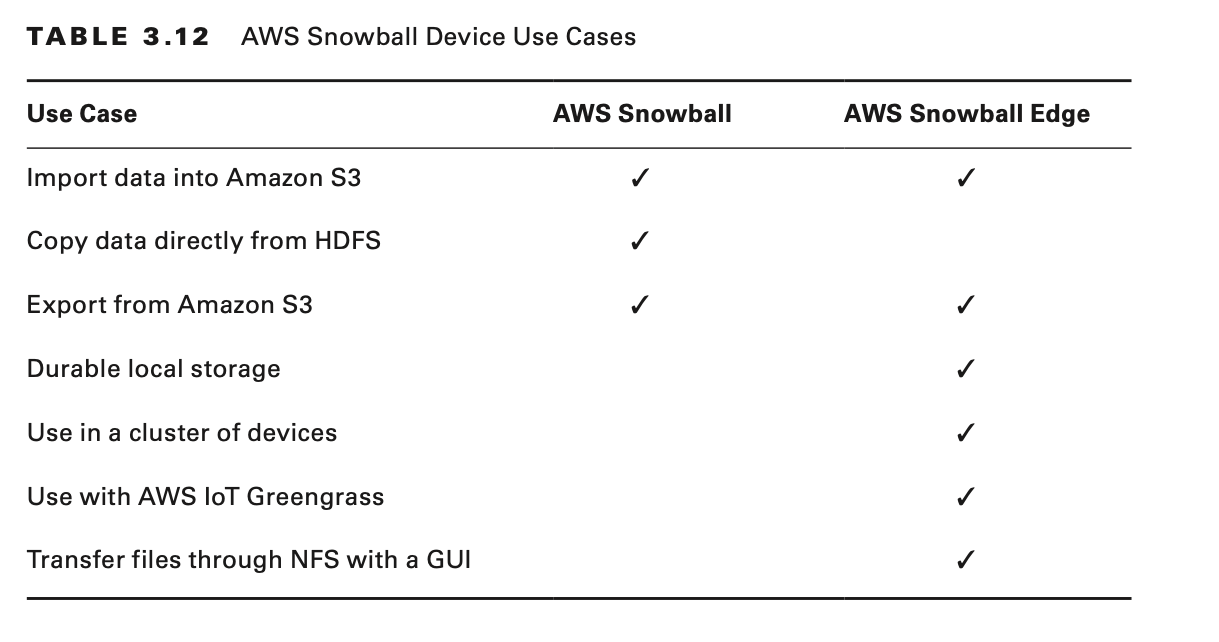 TABLE 3.12 AWS Snowball Device Use Cases
Use Case AWS Snowball AWS Snowball Edge
Import data into Amazon S3 ✓ ✓
Copy data directly from HDFS ✓
Export from Amazon S3 ✓ ✓
Durable local storage ✓
Use in a cluster of devices ✓
Use with AWS IoT Greengrass ✓
Transfer files through NFS with a GUI ✓